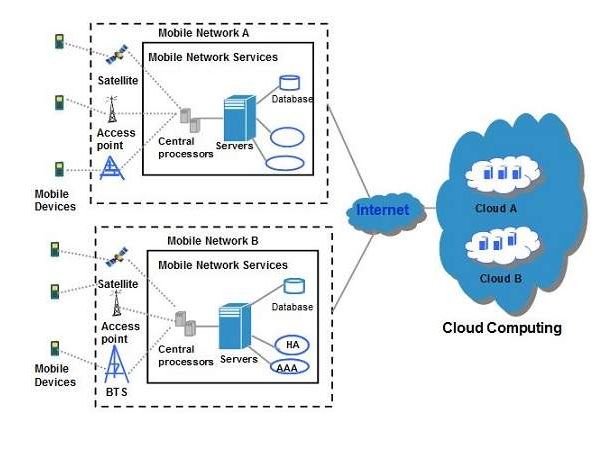 Mobile Network A
Mobile Network Services
Satellite
Database
Access
point
Central
processors
Servers
Mobile
Devices
Internet
Cloud A
Cloud B
Cloud Computing
Mobile Network B
Mobile Network Services
Satellite
Database
Access
point
Central
processors
Servers
HA
AAA
Mobile
Devices
BTS